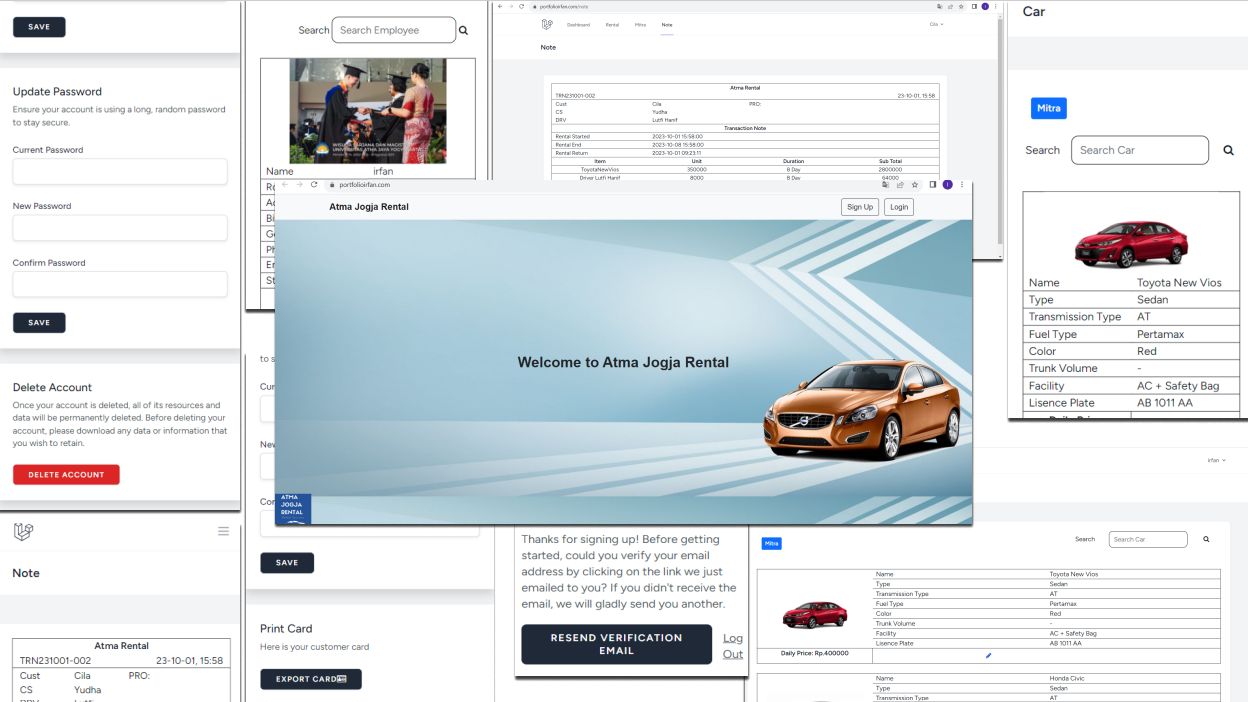 SAVE
Update Password
Ensure your account is using a long, random password
to stay secure.
Current Password
New Password
Confirm Password
SAVE
Delete Account
Once your account is deleted, all of its resources and
data will be permanently deleted. Before deleting your
account, please download any data or information that
you wish to retain.
DELETE ACCOUNT
Note
Atma Rental
TRN231001-002 23-10-01, 15:58
Cust Cila PRO:
CS Yudha
Search Search Employee
Name irfan
portfolioirfan.com/note
Dashboard Rental Mitra Note Cila
Note
Atma Rental
TRN231001-002 23-10-01, 15:58
Cust Cila PRO:
CS Yudha
DRV Lutfi Hanif
Transaction Note
Rental Started 2023-10-01 15:58:00
Rental End 2023-10-08 15:58:00
Rental Return 2023-10-01 09:23:11
Item Unit Duration Sub Total
ToyotaNewVios 350000 8 Day 2800000
Driver Lutfi Hanif 8000 8 Day 64000
portfolioirfan.com
Atma Jogja Rental Sign Up Login
Welcome to Atma Jogja Rental
ATMA
JOGJA
RENTAL
to s
SAVE
Print Card
Here is your customer card
EXPORT CARD
Thanks for signing up! Before getting
started, could you verify your email
address by clicking on the link we just
emailed to you? If you didn't receive the
email, we will gladly send you another.
RESEND VERIFICATION
EMAIL
Log
Out
Car
Mitra
Search Search Car
Name Toyota New Vios
Type Sedan
Transmission Type AT
Fuel Type Pertamax
Color Red
Trunk Volume -
Facility AC + Safety Bag
Lisence Plate AB 1011 AA
irfan
Mitra Search Search Car
Name Toyota New Vios
Type Sedan
Transmission Type AT
Fuel Type Pertamax
Color Red
Trunk Volume -
Facility AC + Safety Bag
Lisence Plate AB 1011 AA
Daily Price: Rp.400000
Name Honda Civic
Type Sedan
Transmission Type AT